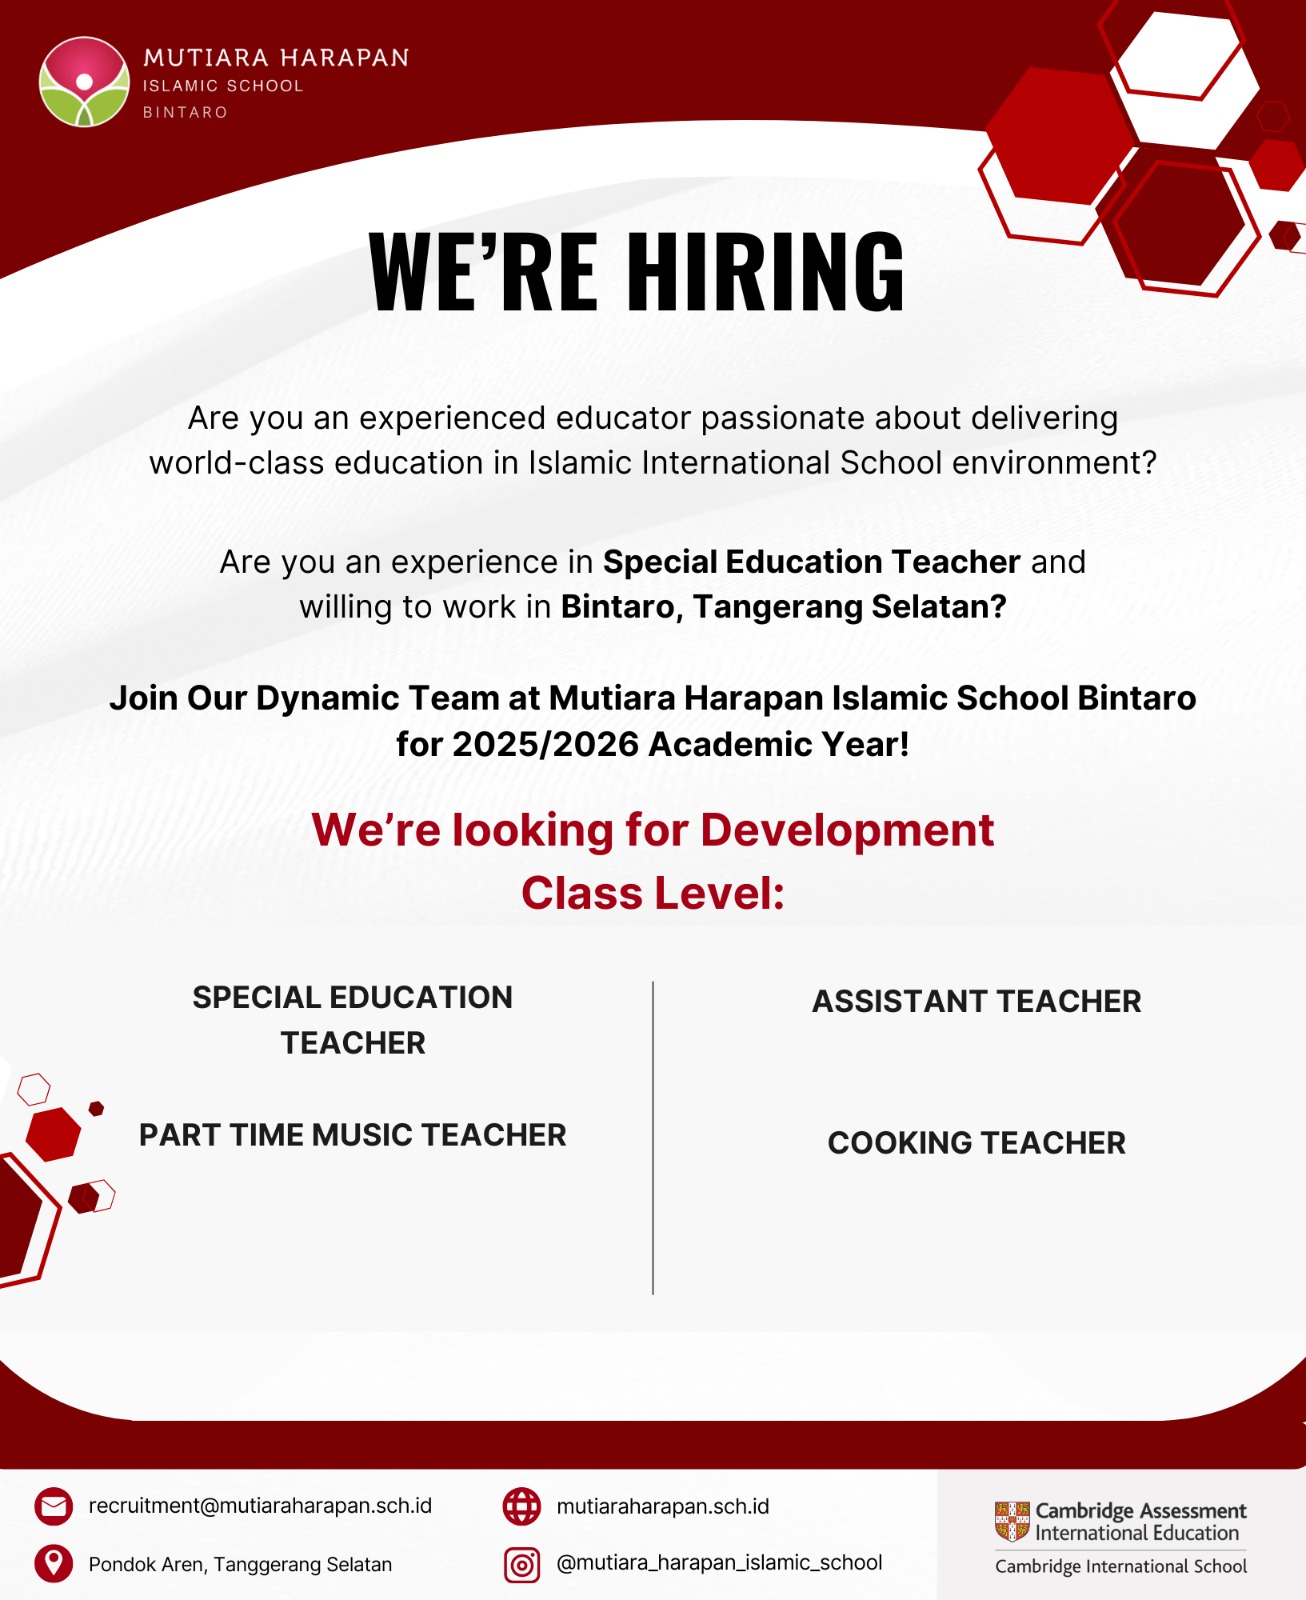 MUTIARA HARAPAN
ISLAMIC SCHOOL
BINTARO
WE’RE HIRING
Are you an experienced educator passionate about delivering
world-class education in Islamic International School environment?
Are you an experience in Special Education Teacher and
willing to work in Bintaro, Tangerang Selatan?
Join Our Dynamic Team at Mutiara Harapan Islamic School Bintaro
for 2025/2026 Academic Year!
We’re looking for Development
Class Level:
SPECIAL EDUCATION
TEACHER
PART TIME MUSIC TEACHER
ASSISTANT TEACHER
COOKING TEACHER
recruitment@mutiaraharapan.sch.id
Pondok Aren, Tanggerang Selatan
mutiaraharapan.sch.id
@mutiara_harapan_islamic_school
Cambridge Assessment
International Education
Cambridge International School